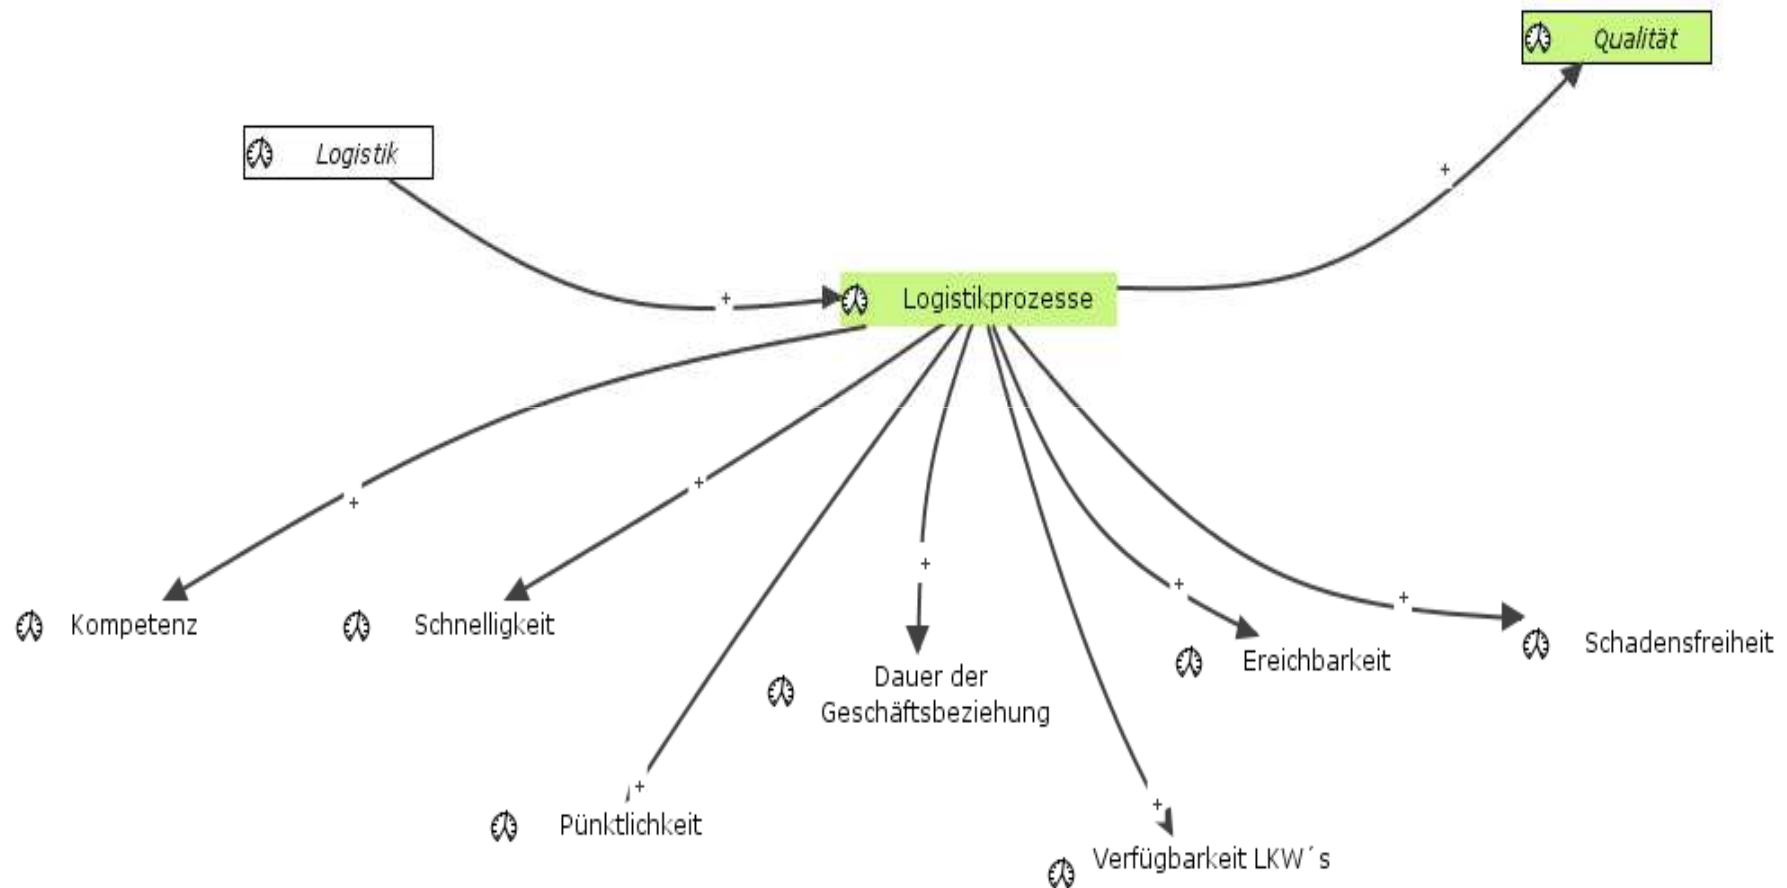 Qualität
Logistik
+
+
Logistikprozesse
+
+
+
+
+
Kompetenz
Schnelligkeit
Ereichbarkeit
Schadensfreiheit
Dauer der
Geschäftsbeziehung
+
+
Pünktlichkeit
Verfügbarkeit LKW´s